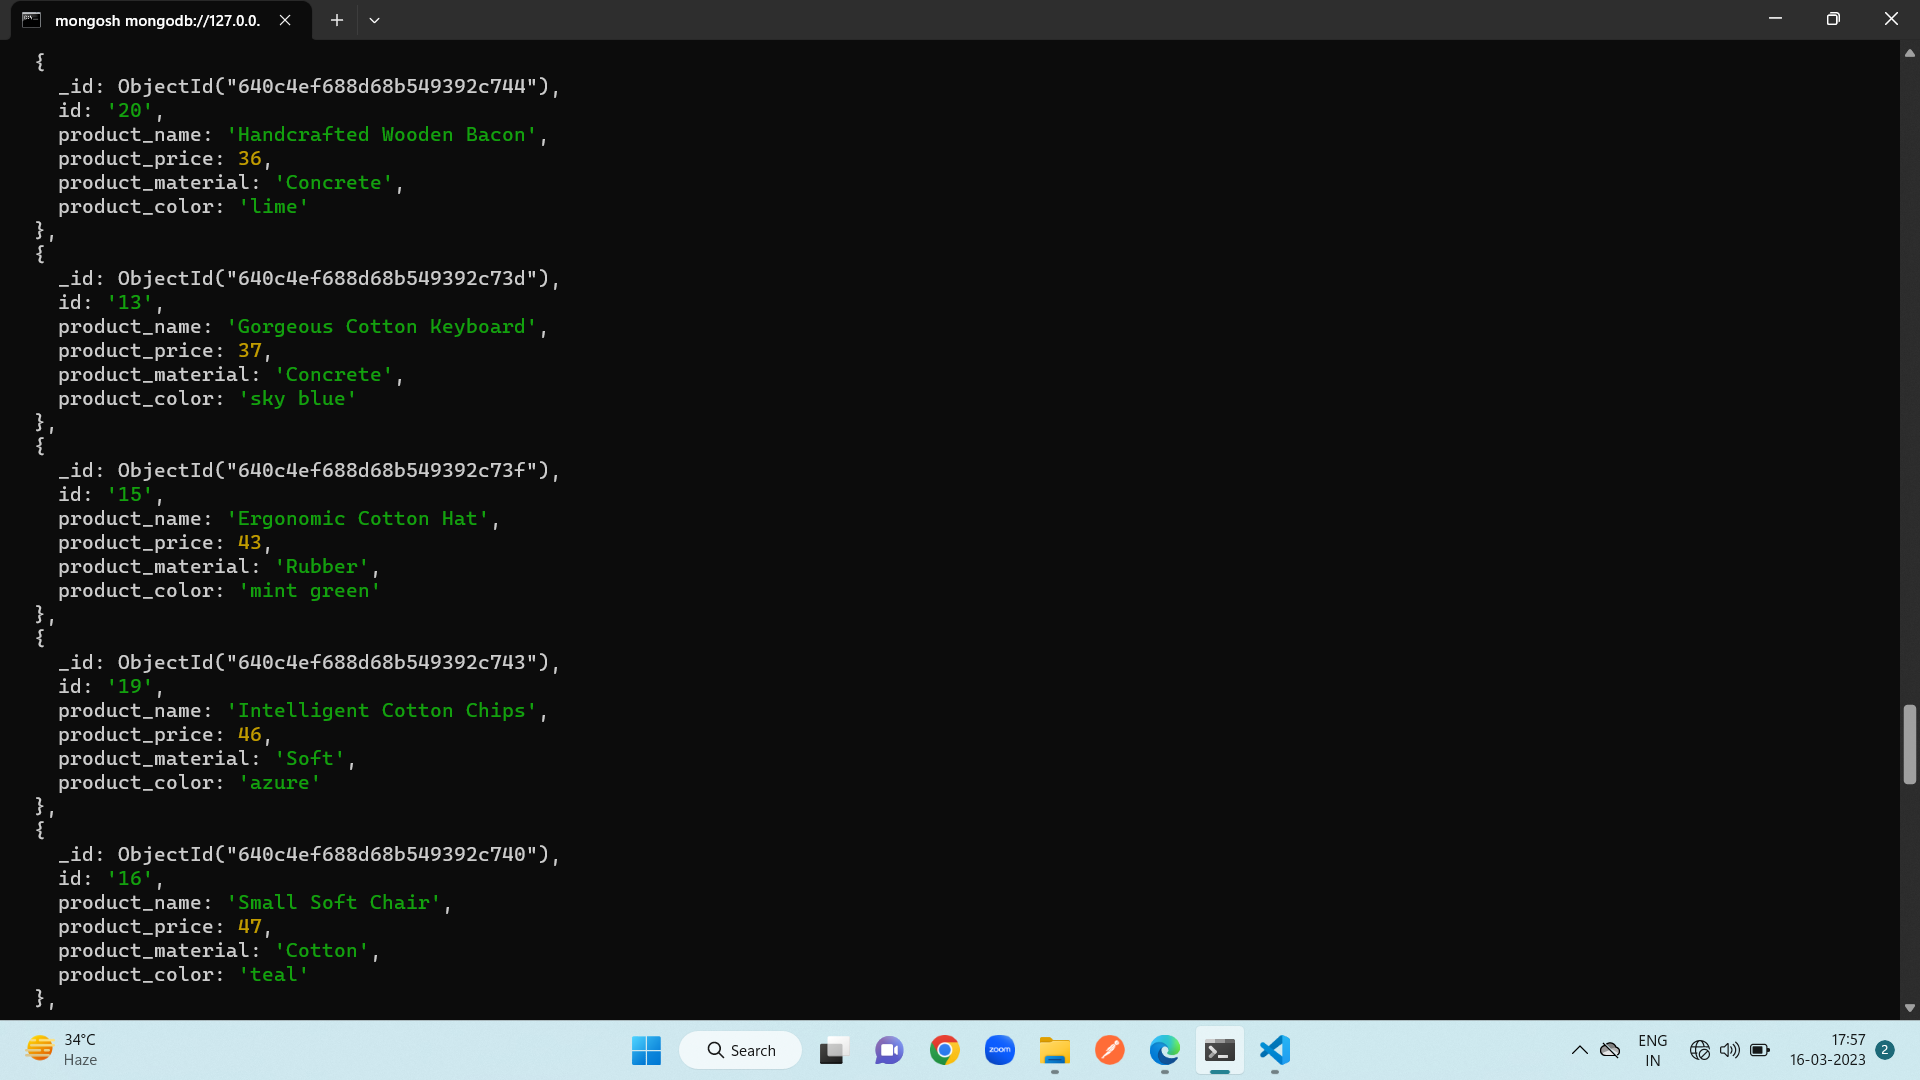 mongosh mongodb://127.0.0.
{
_id: ObjectId("640c4ef688d68b549392c744"),
id: '20',
product_name: 'Handcrafted Wooden Bacon',
product_price: 36,
product_material: 'Concrete',
product_color: 'lime'
},
{
_id: ObjectId("640c4ef688d68b549392c73d"),
id: '13',
product_name: 'Gorgeous Cotton Keyboard',
product_price: 37,
product_material: 'Concrete',
product_color: 'sky blue'
},
{
_id: ObjectId("640c4ef688d68b549392c73f"),
id: '15',
product_name: 'Ergonomic Cotton Hat',
product_price: 43,
product_material: 'Rubber',
product_color: 'mint green'
},
{
_id: ObjectId("640c4ef688d68b549392c743"),
id: '19',
product_name: 'Intelligent Cotton Chips',
product_price: 46,
product_material: 'Soft',
product_color: 'azure'
},
{
_id: ObjectId("640c4ef688d68b549392c740"),
id: '16',
product_name: 'Small Soft Chair',
product_price: 47,
product_material: 'Cotton',
product_color: 'teal'
},
34°C
Haze
Search
zoom
ENG
IN
17:57
16-03-2023
2